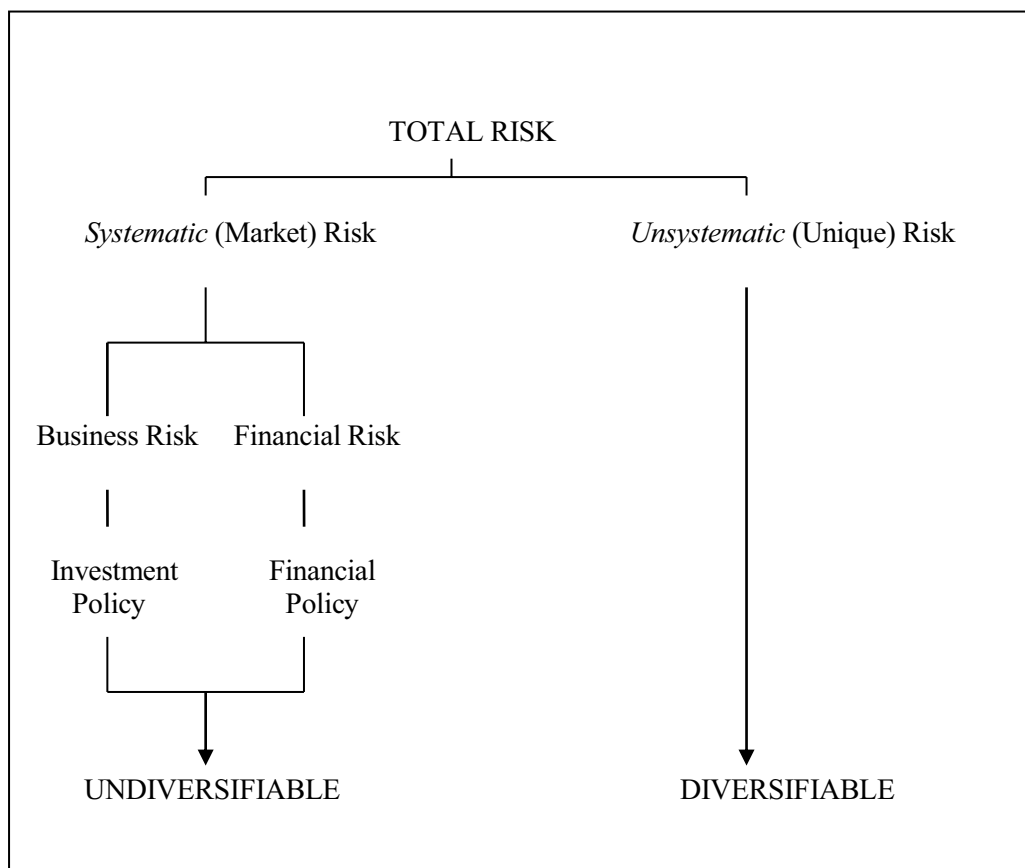 TOTAL RISK
Systematic (Market) Risk
Unsystematic (Unique) Risk
Business Risk
Financial Risk
Investment
Policy
Financial
Policy
UNDIVERSIFIABLE
DIVERSIFIABLE